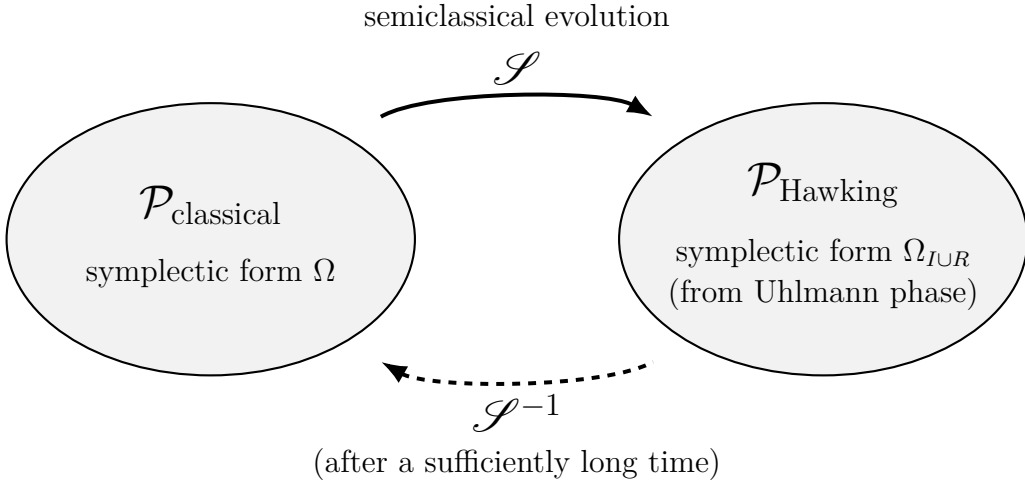 semiclassical evolution
𝒮
𝒫classical
symplectic form Ω
𝒫Hawking
symplectic form Ω_{I∪R}
(from Uhlmann phase)
𝒮⁻¹
(after a sufficiently long time)